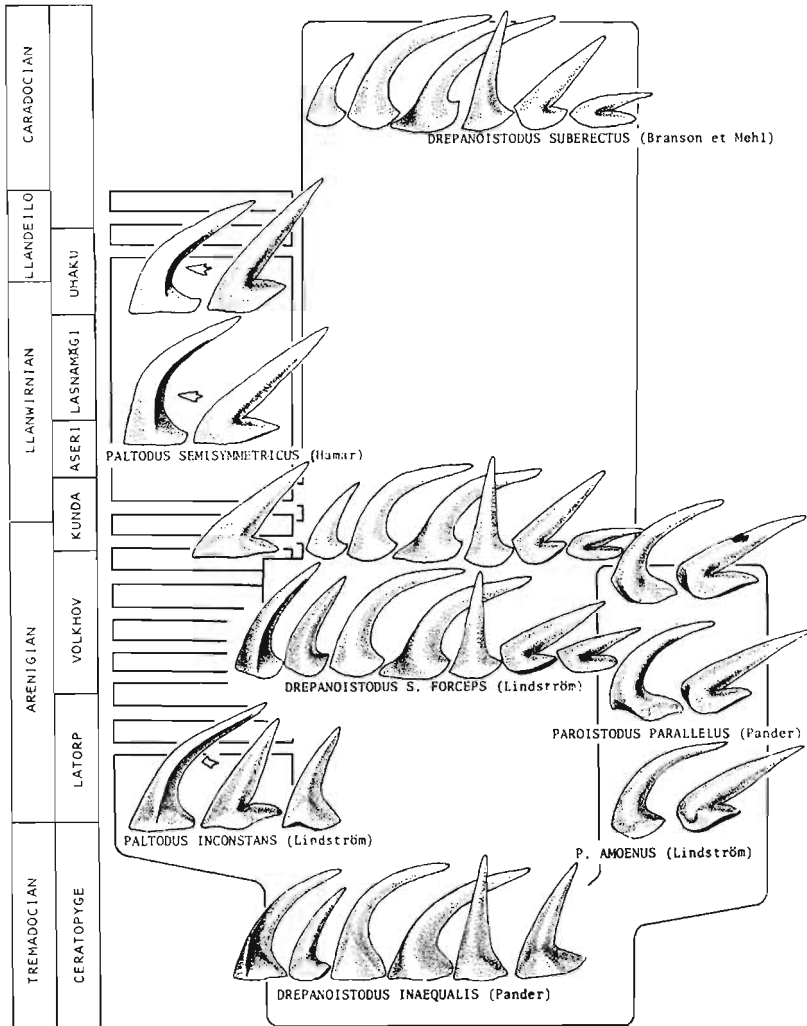 CARADOCIAN
LLANDEILO
LLANWIRNIAN
ARENIGIAN
TREMADOCIAN
UHAKU
LASNAMÄGI
ASERI
KUNDA
VOLKHOV
LATORP
CERATOPYGE
DREPANOISTODUS SUBERECTUS (Branson et Mehl)
PALTODUS SEMISYMMETRICUS (Hamar)
DREPANOISTODUS S. FORCEPS (Lindström)
PAROISTODUS PARALLELUS (Pander)
PALTODUS INCONSTANS (Lindström)
P. AMOENUS (Lindström)
DREPANOISTODUS INAEQUALIS (Pander)